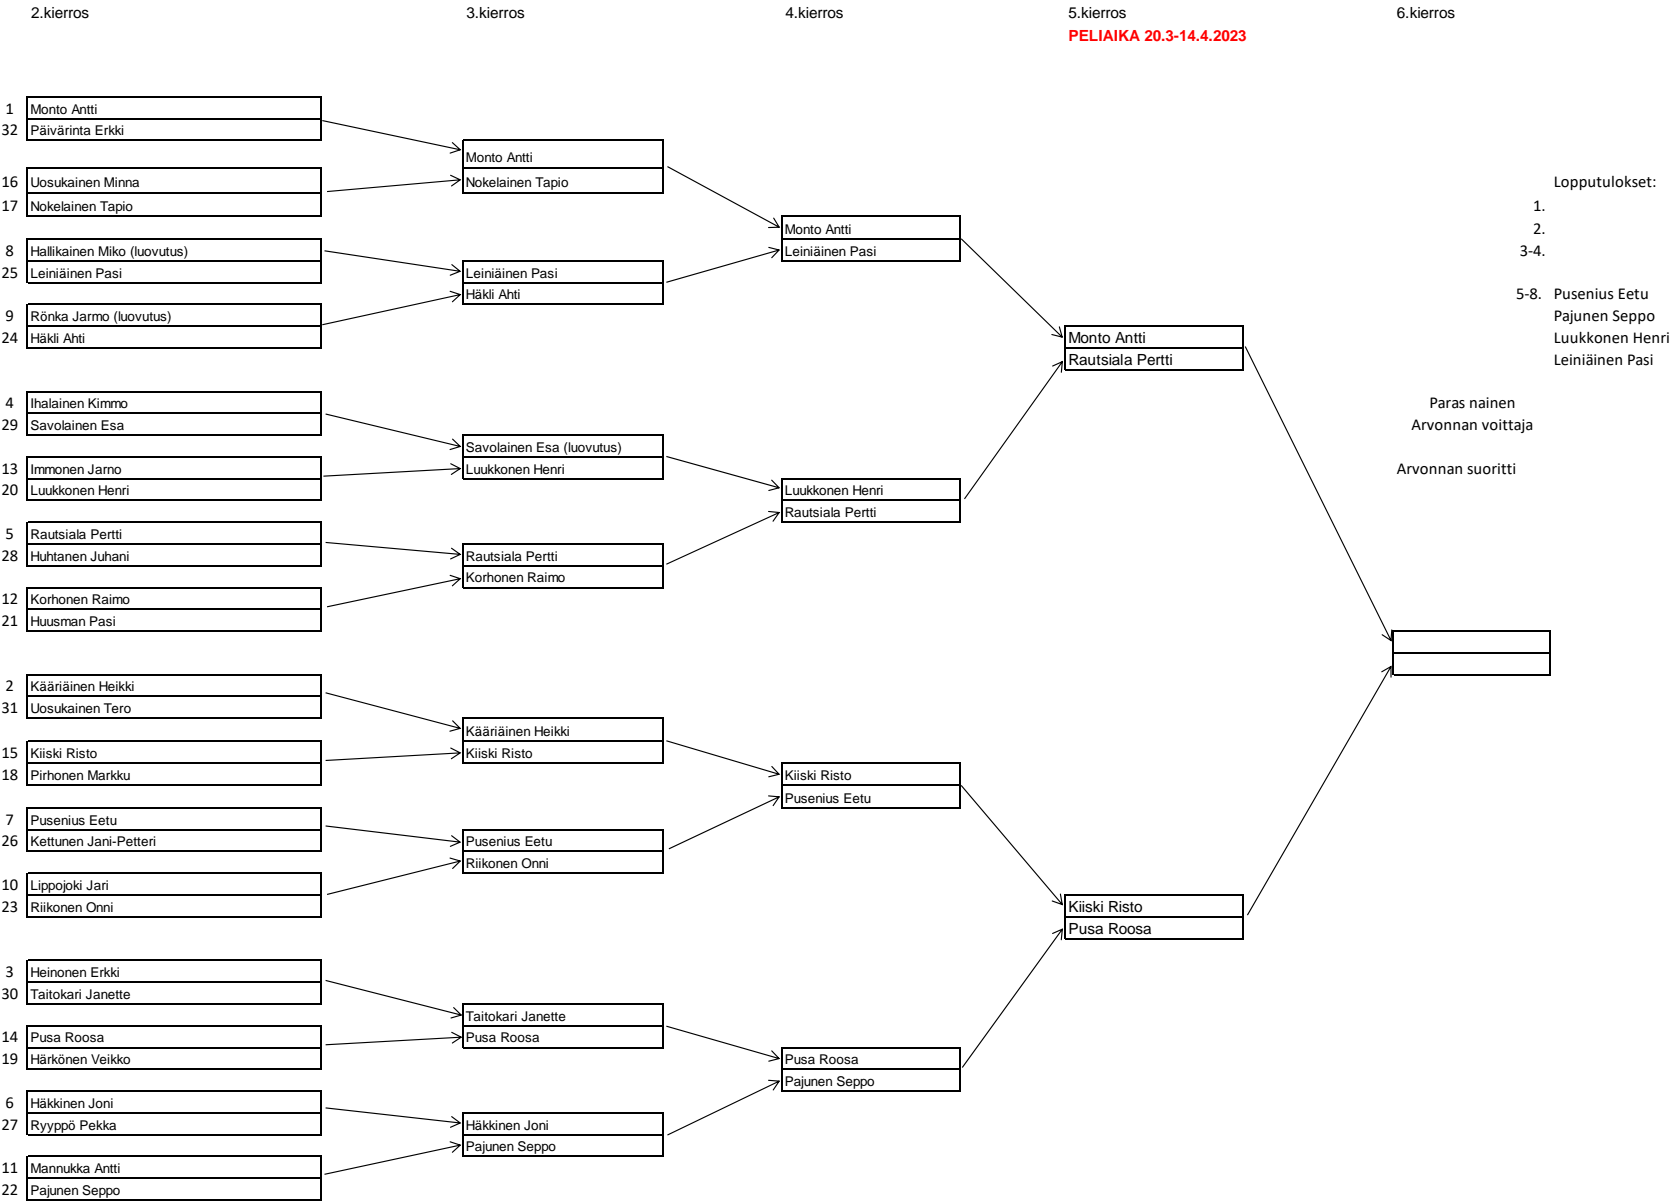 2.kierros
3.kierros
4.kierros
5.kierros
6.kierros
PELIAIKA 20.3-14.4.2023
1 Monto Antti
32 Päivärinta Erkki
16 Uosukainen Minna
17 Nokelainen Tapio
8 Hallikainen Miko (luovutus)
25 Leiniäinen Pasi
9 Rönkä Jarmo (luovutus)
24 Häkli Ahti
4 Ihalainen Kimmo
29 Savolainen Esa
13 Immonen Jarno
20 Luukkonen Henri
5 Rautsiala Pertti
28 Huhtanen Juhani
12 Korhonen Raimo
21 Huusman Pasi
2 Kääriäinen Heikki
31 Uosukainen Tero
15 Kiiski Risto
18 Pirhonen Markku
7 Pusenius Eetu
26 Kettunen Jani-Petteri
10 Lippojoki Jari
23 Riikonen Onni
3 Heinonen Erkki
30 Taitokari Janette
14 Pusa Roosa
19 Härkönen Veikko
6 Häkkinen Joni
27 Ryyppö Pekka
11 Mannukka Antti
22 Pajunen Seppo
Monto Antti
Nokelainen Tapio
Leiniäinen Pasi
Häkli Ahti
Savolainen Esa (luovutus)
Luukkonen Henri
Rautsiala Pertti
Korhonen Raimo
Kääriäinen Heikki
Kiiski Risto
Pusenius Eetu
Riikonen Onni
Taitokari Janette
Pusa Roosa
Häkkinen Joni
Pajunen Seppo
Monto Antti
Leiniäinen Pasi
Luukkonen Henri
Rautsiala Pertti
Kiiski Risto
Pusenius Eetu
Pusa Roosa
Pajunen Seppo
Monto Antti
Rautsiala Pertti
Kiiski Risto
Pusa Roosa
Lopputulokset:
1.
2.
3-4.
5-8. Pusenius Eetu
Pajunen Seppo
Luukkonen Henri
Leiniäinen Pasi
Paras nainen
Arvonnan voittaja
Arvonnan suoritti